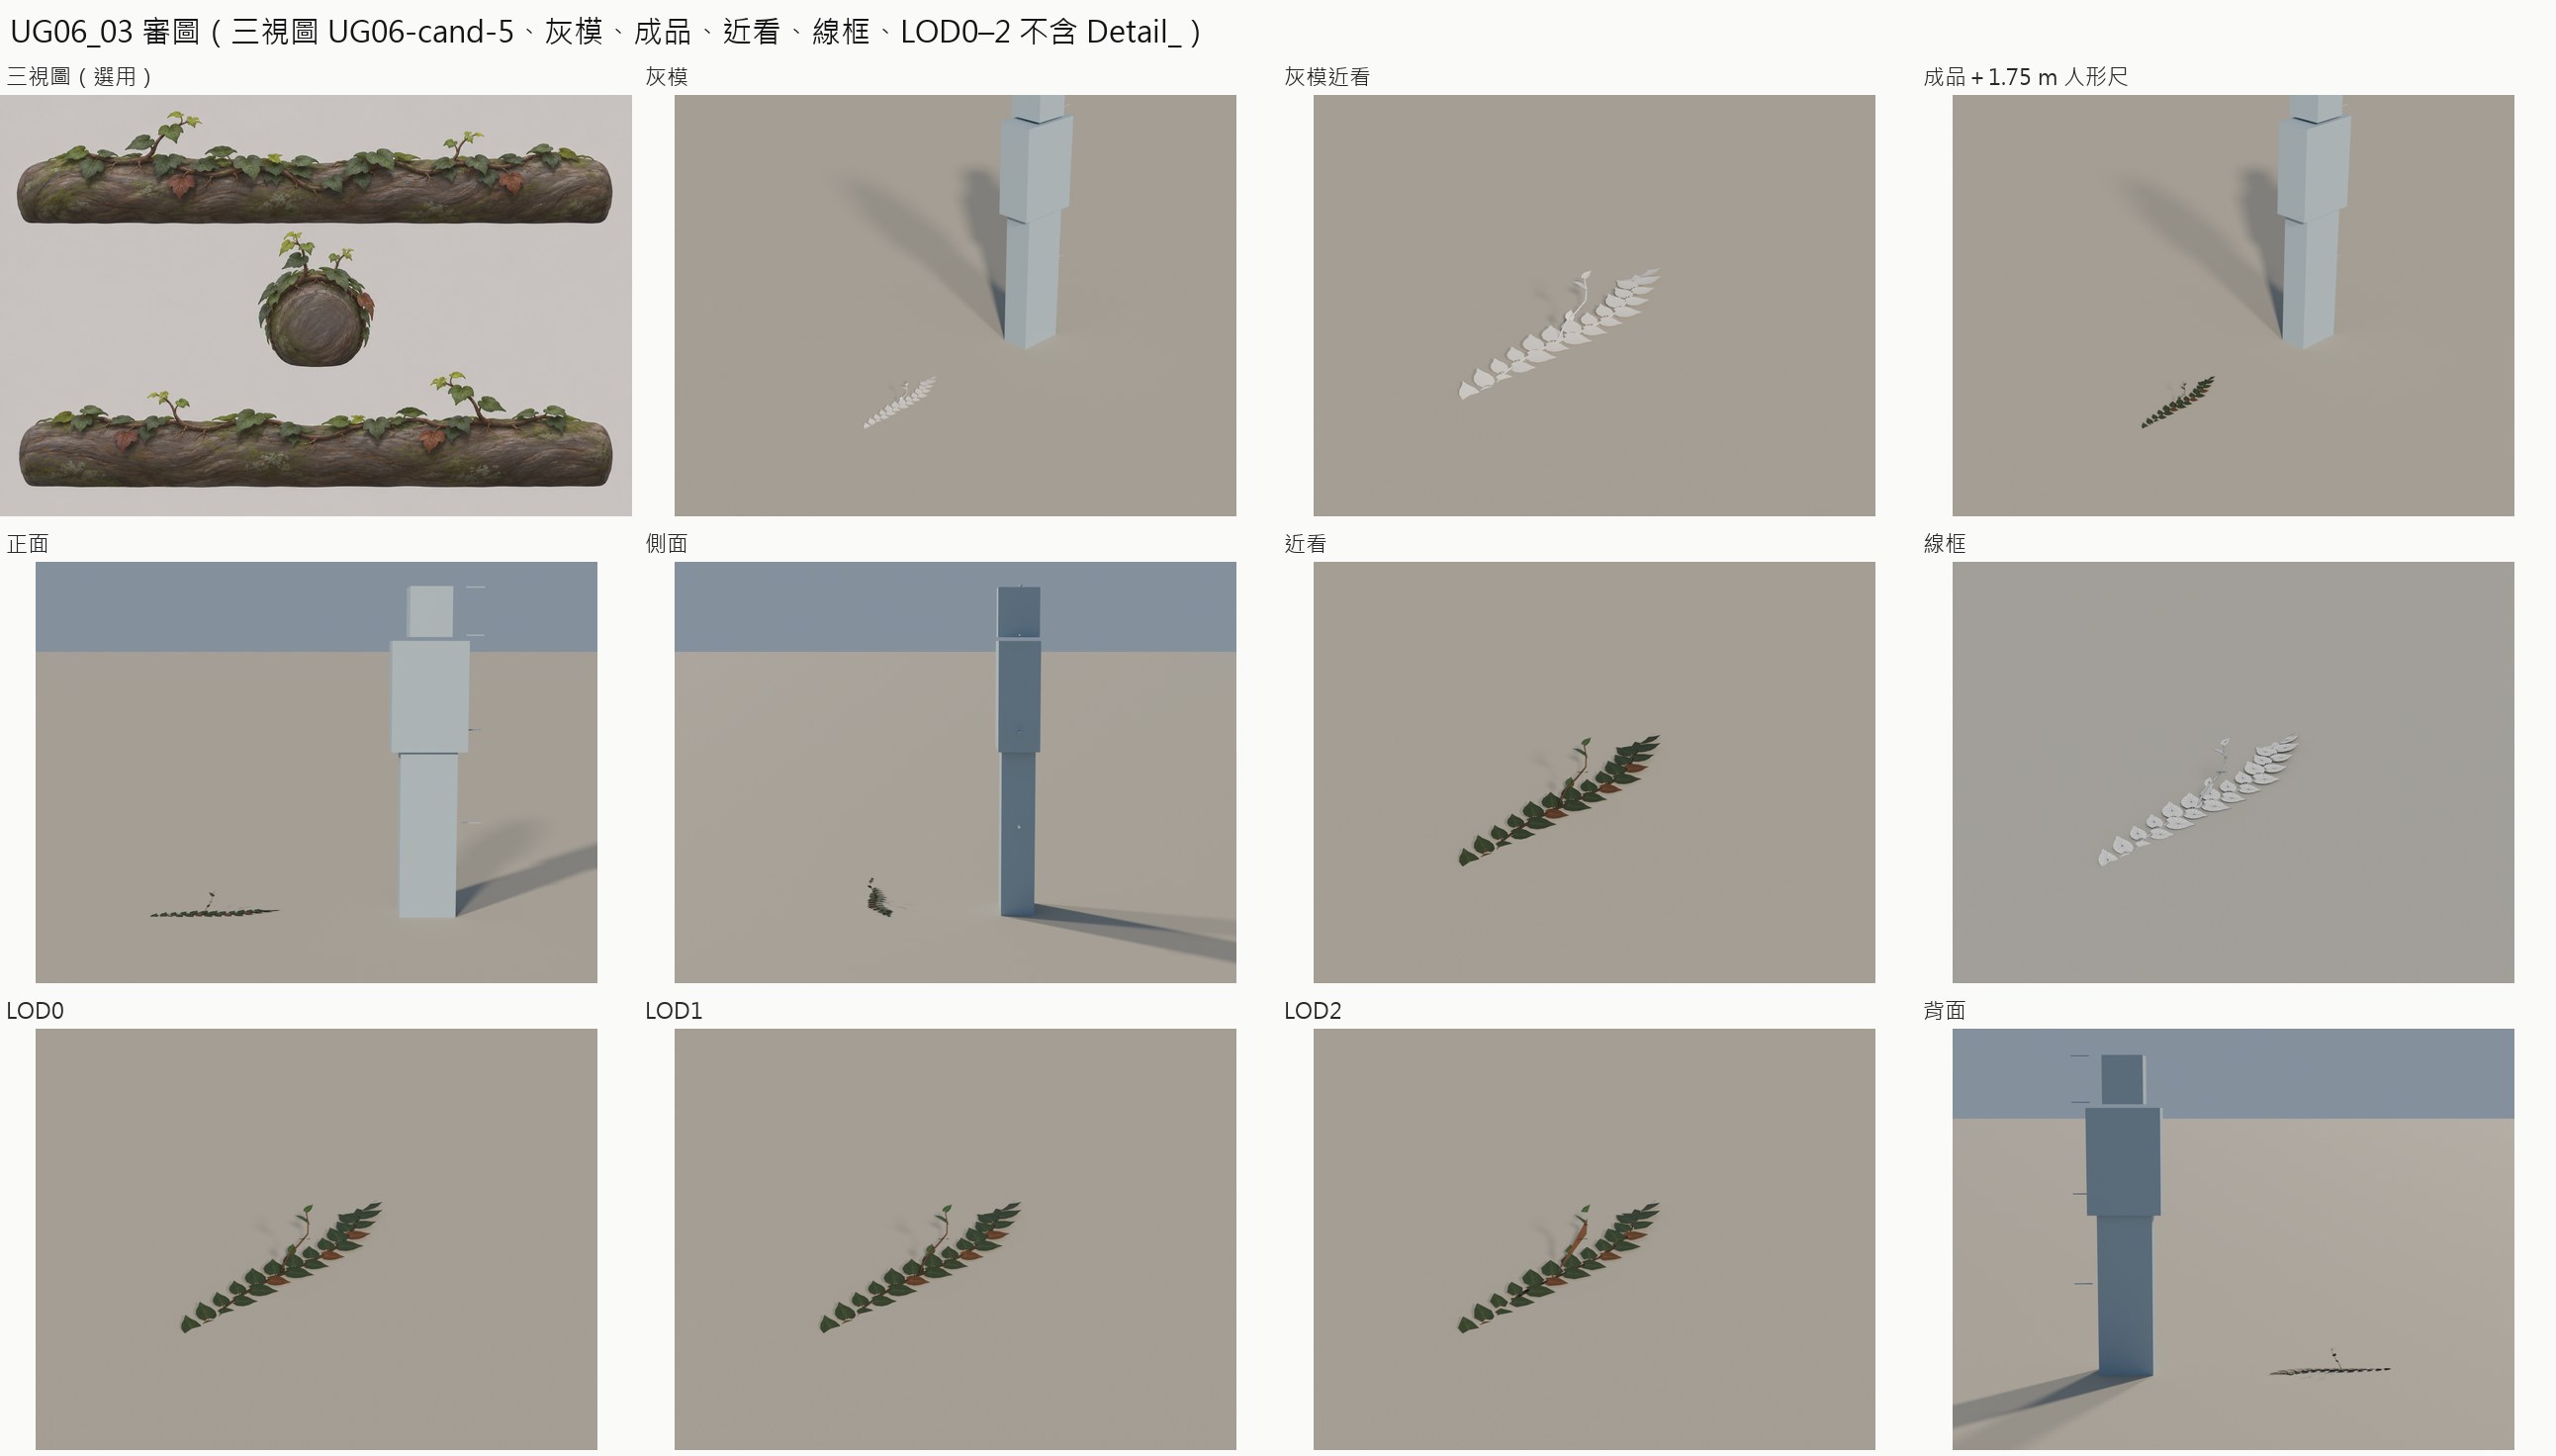 UG06_03 審圖（三視圖 UG06-cand-5、灰模、成品、近看、線框、LOD0–2 不含 Detail_）
三視圖（選用）
灰模
灰模近看
成品 + 1.75 m 人形尺
正面
側面
近看
線框
LOD0
LOD1
LOD2
背面